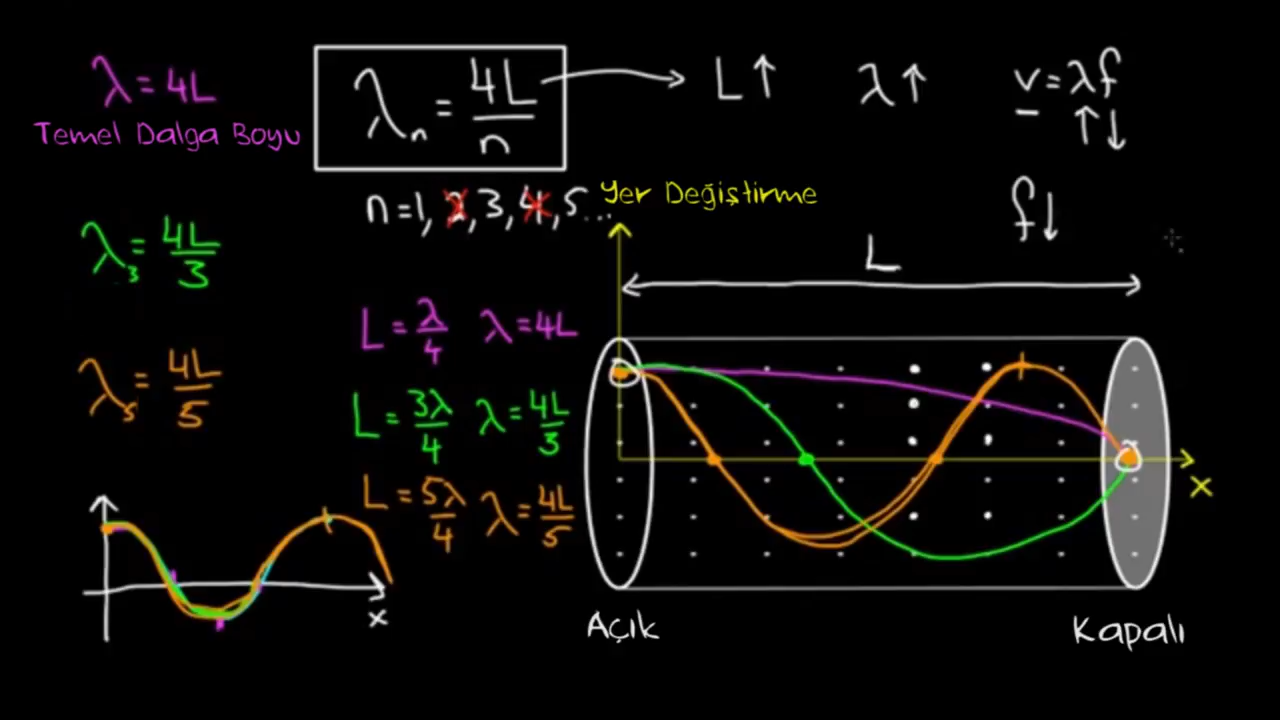 λ = 4L
Temel Dalga Boyu
λₙ = 4L/n → L↑ λ↑ v = λf ↑↓
n = 1, 2, 3, 4, 5...
f↓
λ₃ = 4L/3
λ₅ = 4L/5
L = λ/4 λ = 4L
L = 3λ/4 λ = 4L/3
L = 5λ/4 λ = 4L/5
x
Yer Değiştirme
L
x
Açık Kapalı